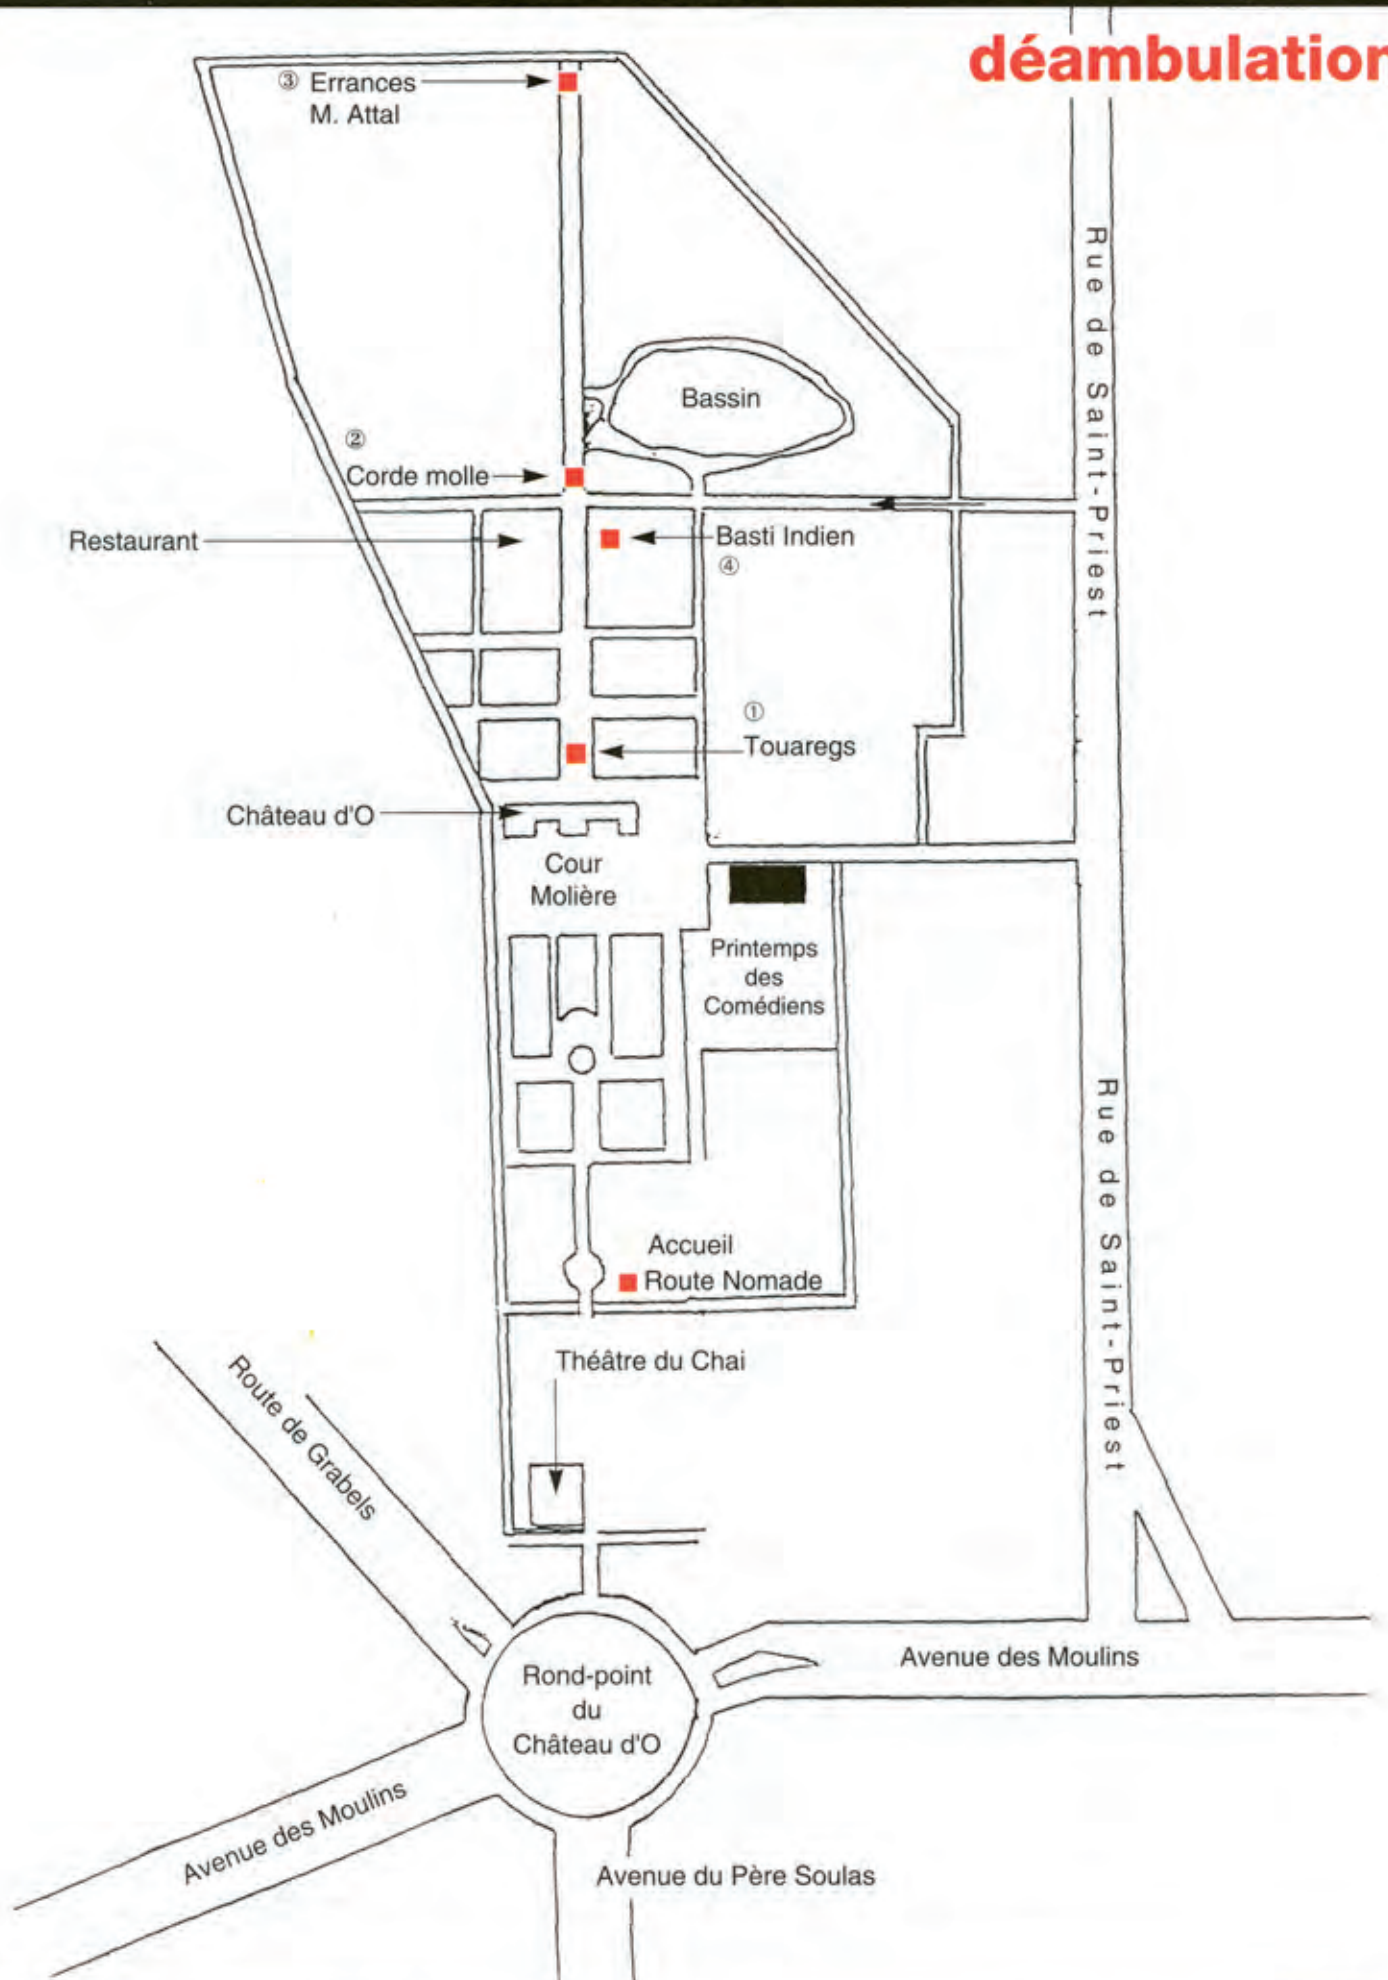 déambulation
③ Errances
M. Attal
Rue de Saint-Priest
Bassin
②
Corde molle
Restaurant
Basti Indien
④
①
Touaregs
Château d'O
Cour
Molière
Printemps
des
Comédiens
Rue de Saint-Priest
Accueil
Route Nomade
Théâtre du Chai
Route de Grabels
Rond-point
du
Château d'O
Avenue des Moulins
Avenue des Moulins
Avenue du Père Soulas